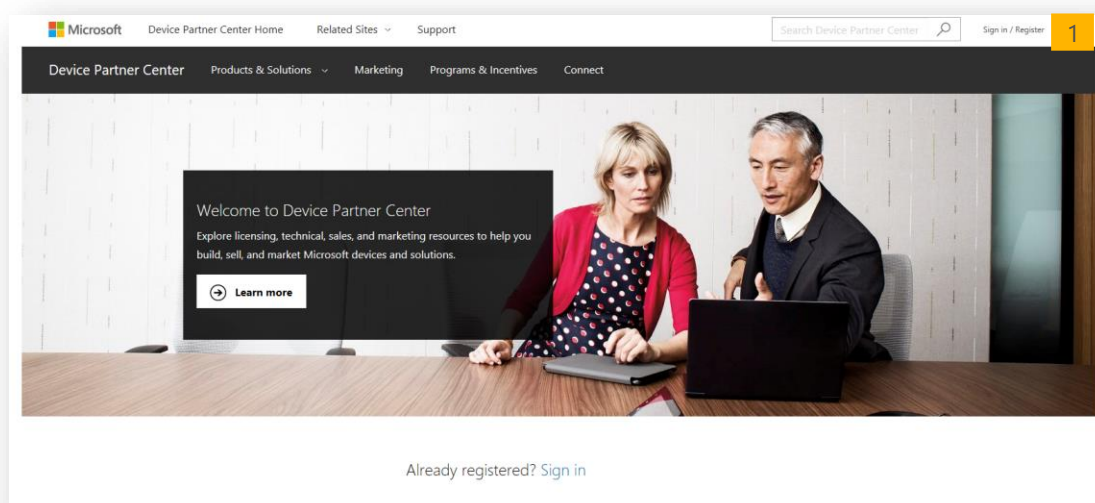 Microsoft Device Partner Center Home Related Sites Support Search Device Partner Center Sign in / Register 1
Device Partner Center Products & Solutions Marketing Programs & Incentives Connect
Welcome to Device Partner Center
Explore licensing, technical, sales, and marketing resources to help you
build, sell, and market Microsoft devices and solutions.
Learn more
Already registered? Sign in